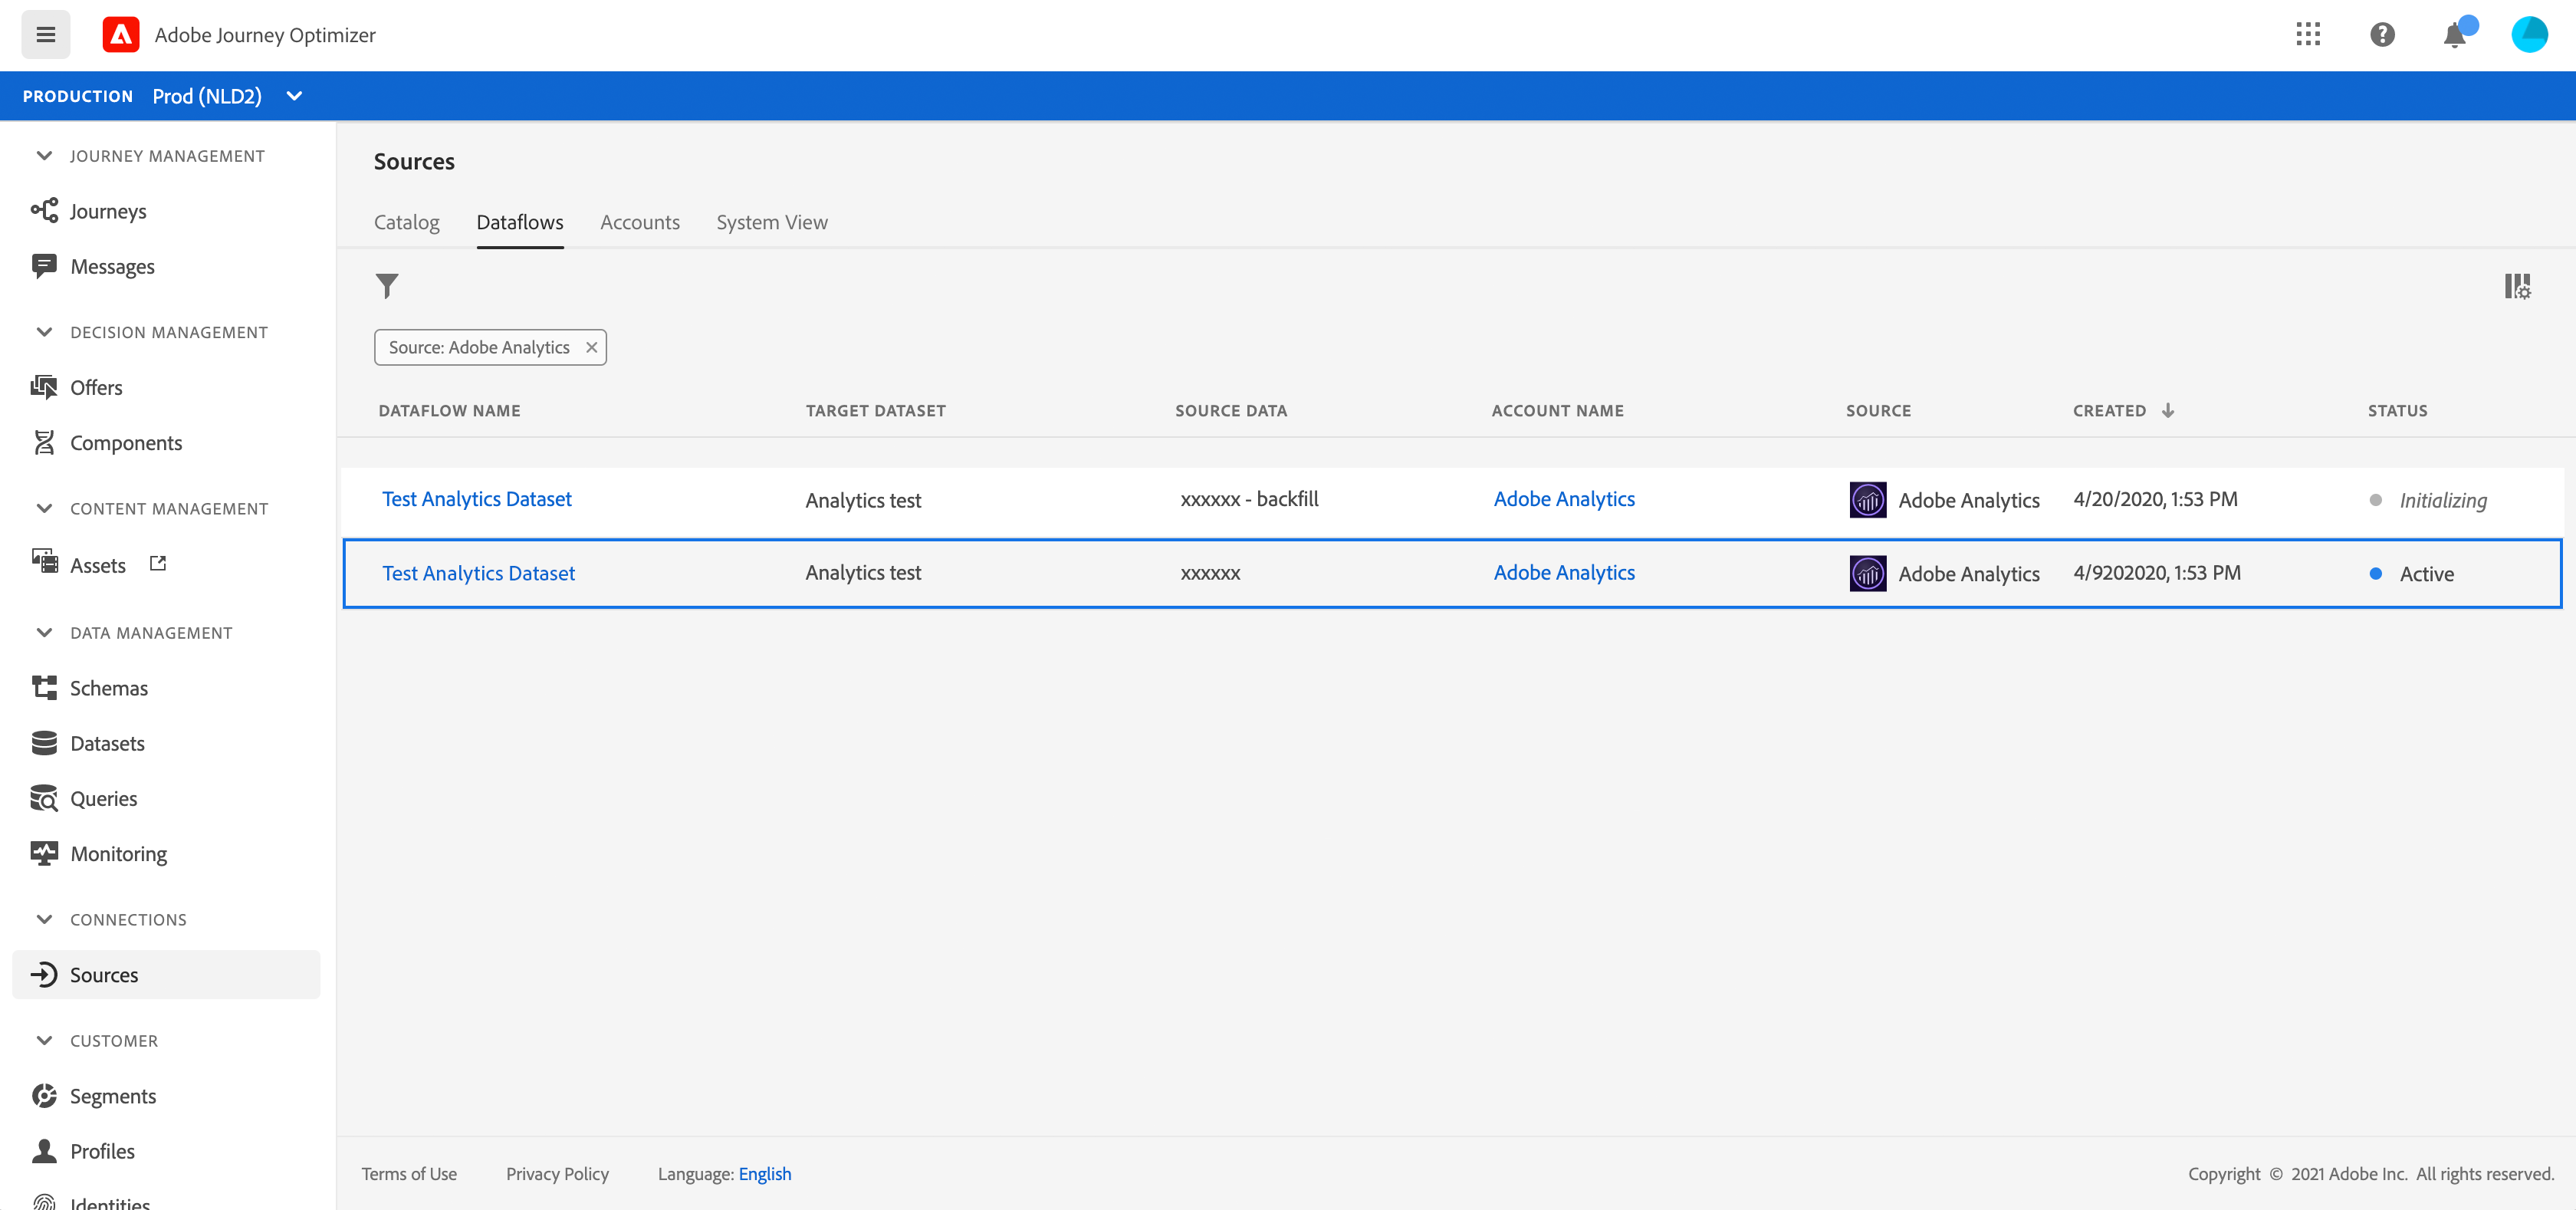 Adobe Journey Optimizer
PRODUCTION Prod (NLD2)
JOURNEY MANAGEMENT
Journeys
Messages
DECISION MANAGEMENT
Offers
Components
CONTENT MANAGEMENT
Assets
DATA MANAGEMENT
Schemas
Datasets
Queries
Monitoring
CONNECTIONS
Sources
CUSTOMER
Segments
Profiles
Identities
Sources
Catalog Dataflows Accounts System View
Source: Adobe Analytics
DATAFLOW NAME TARGET DATASET SOURCE DATA ACCOUNT NAME SOURCE CREATED STATUS
Test Analytics Dataset Analytics test xxxxxx - backfill Adobe Analytics Adobe Analytics 4/20/2020, 1:53 PM Initializing
Test Analytics Dataset Analytics test xxxxxx Adobe Analytics Adobe Analytics 4/9202020, 1:53 PM Active
Terms of Use Privacy Policy Language: English Copyright © 2021 Adobe Inc. All rights reserved.